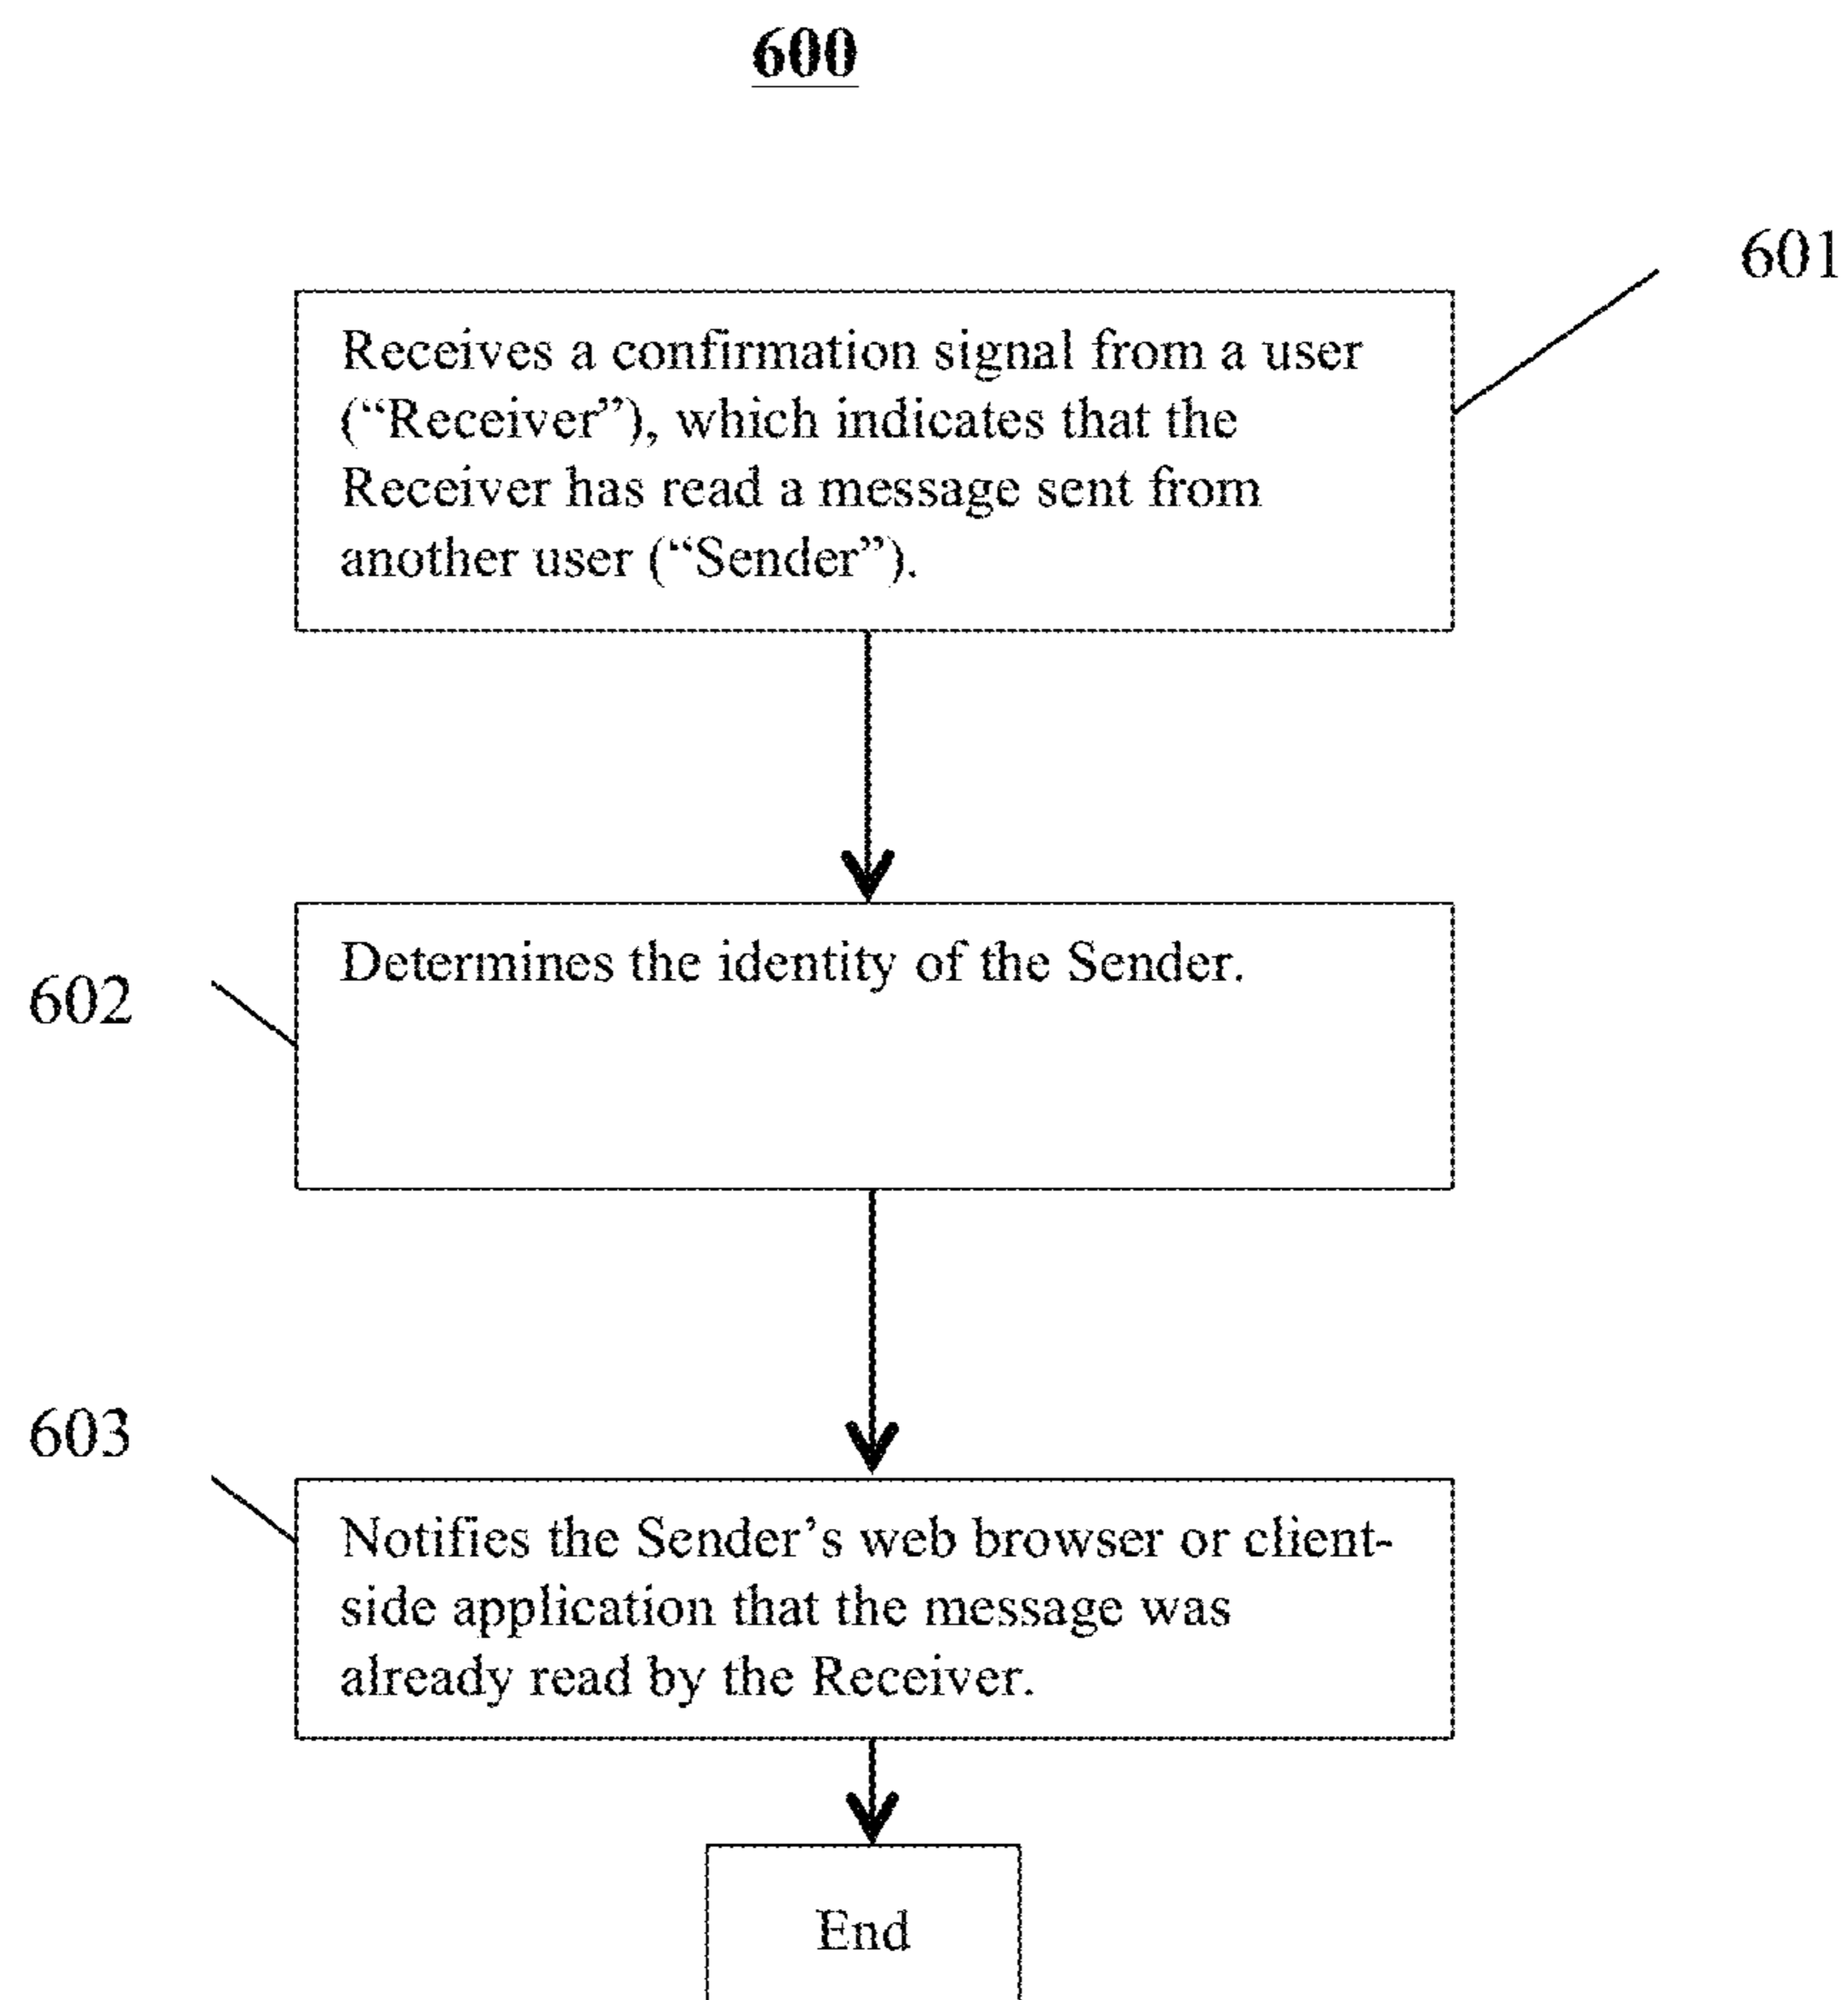 600
601
Receives a confirmation signal from a user
(“Receiver”), which indicates that the
Receiver has read a message sent from
another user (“Sender”).
602
Determines the identity of the Sender.
603
Notifies the Sender’s web browser or client-
side application that the message was
already read by the Receiver.
End